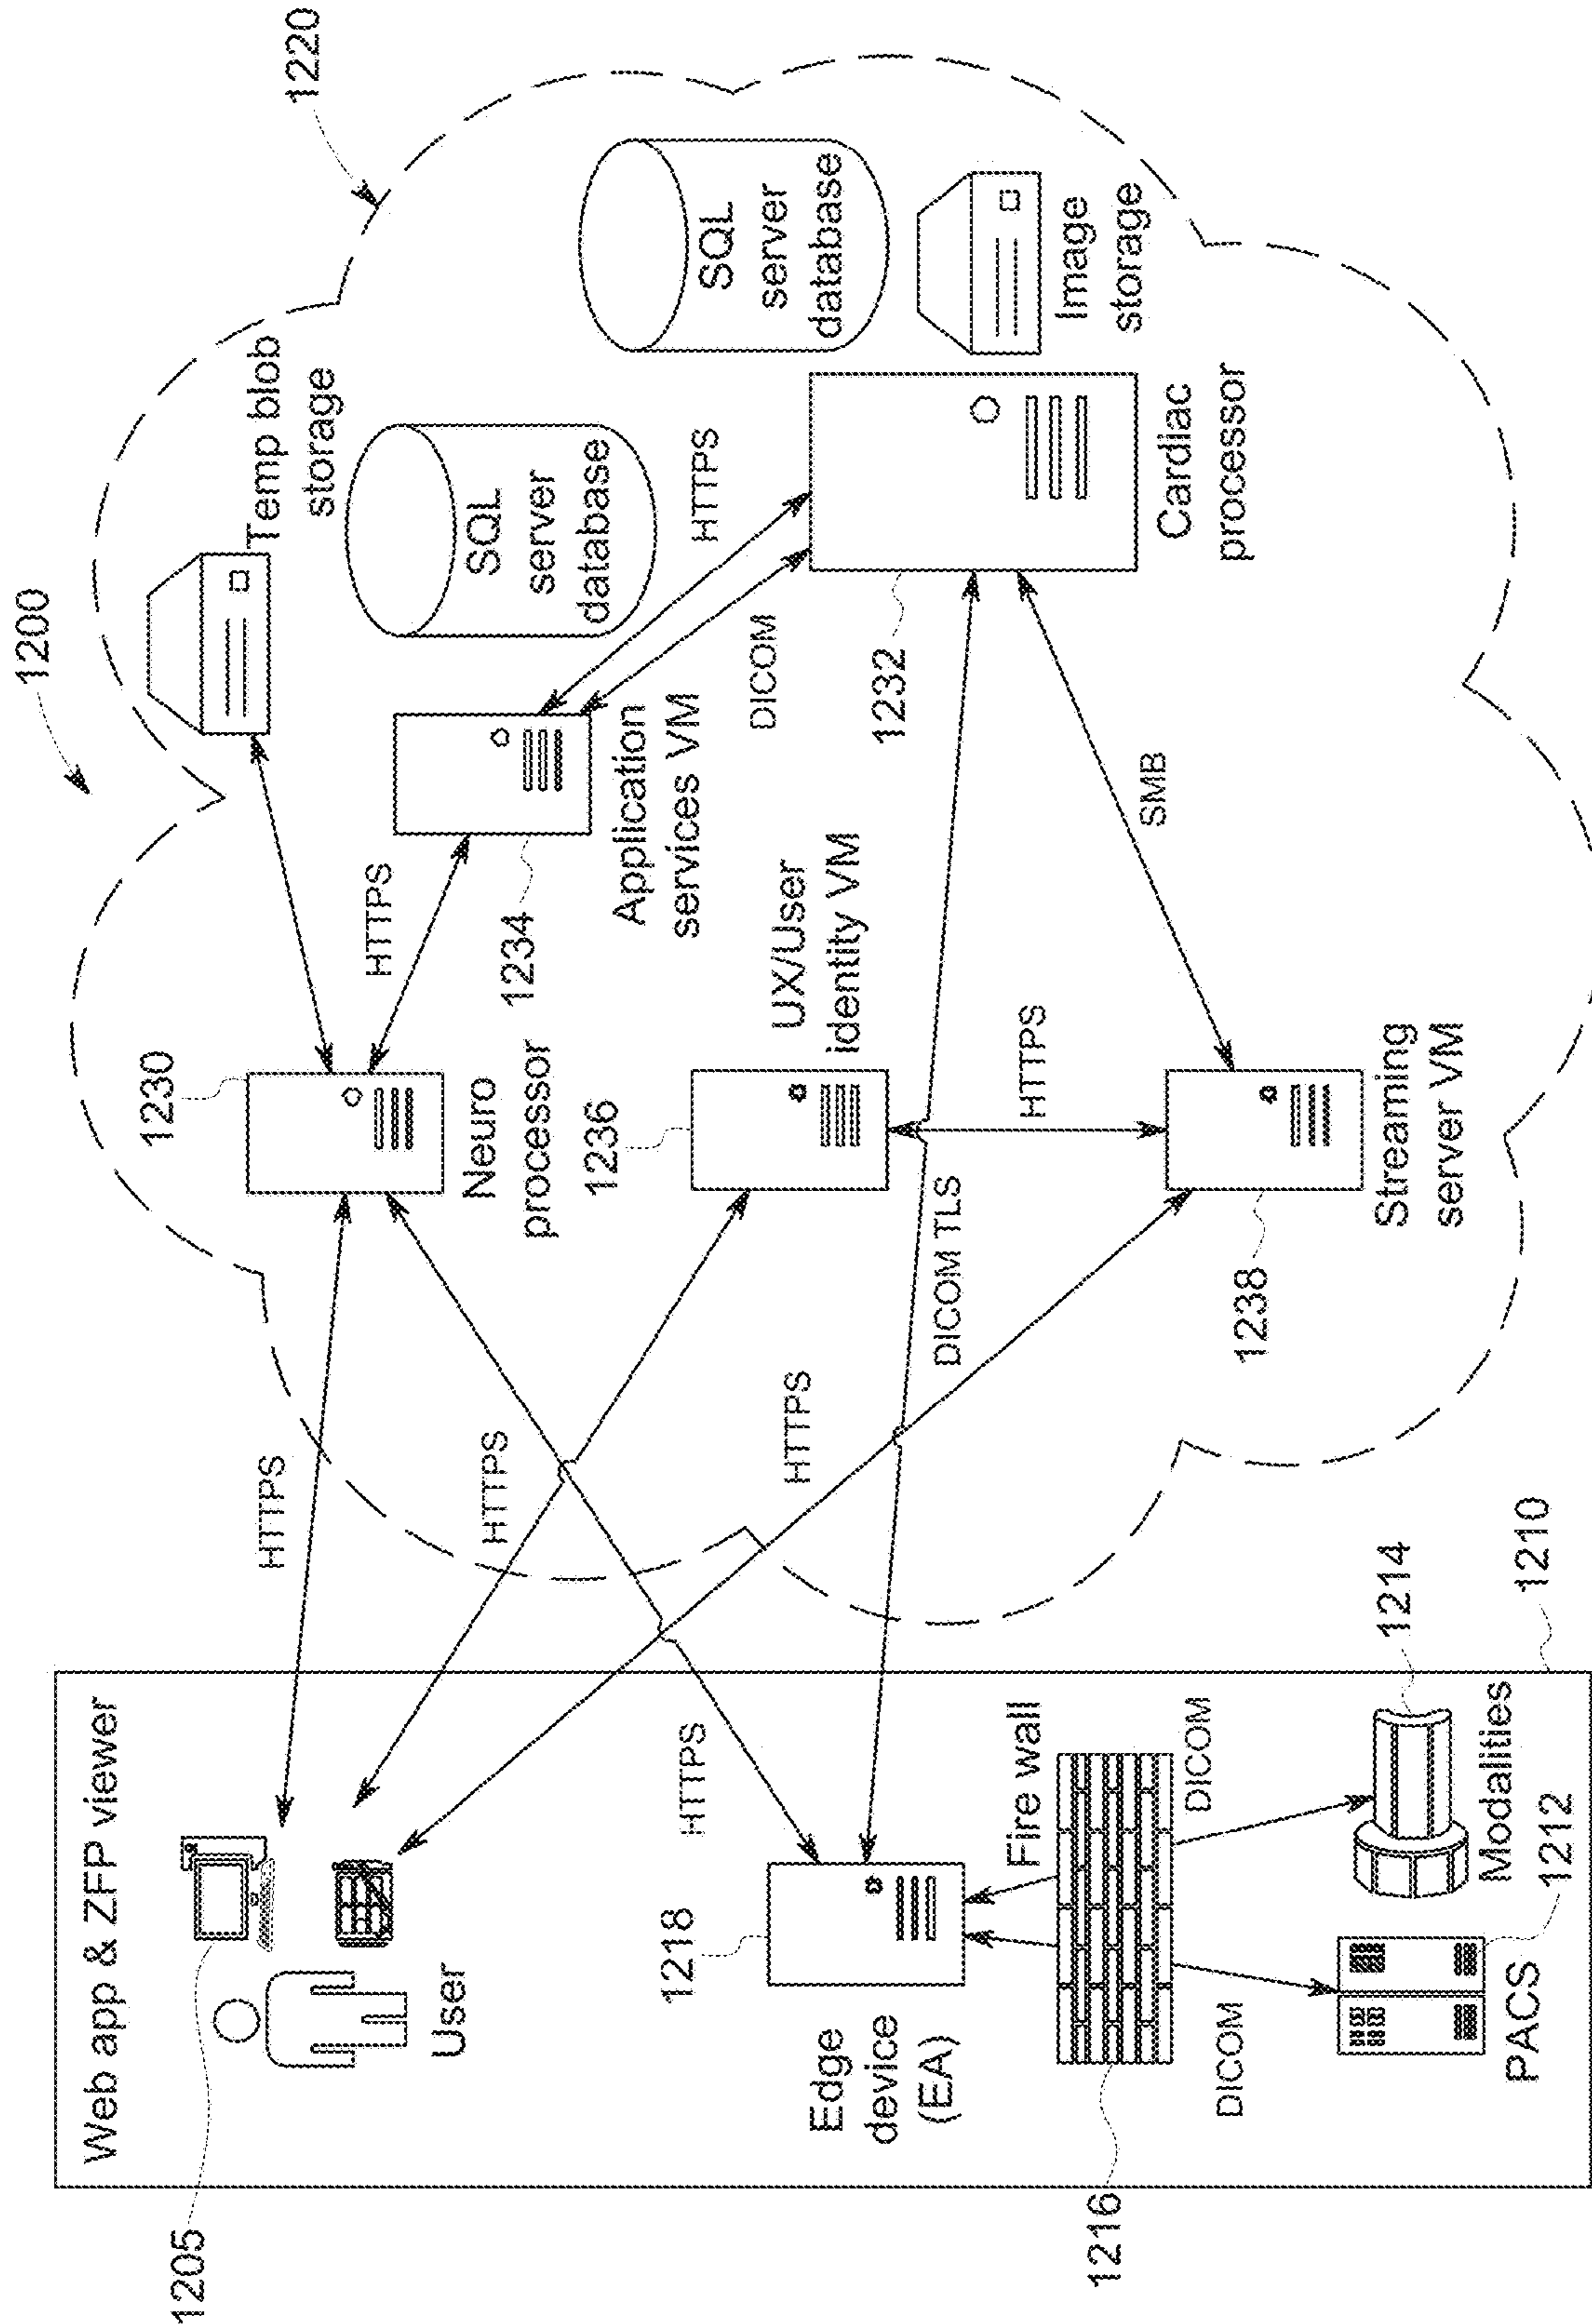 1200
1220
Web app & ZFP viewer
1205
User
HTTPS
1230
Neuro
processor
HTTPS
Temp blob
storage
SQL
server
database
1234
Application
services VM
HTTPS
DICOM
SQL
server
database
Image
storage
1232
Cardiac
processor
HTTPS
1236
UX/User
identity VM
HTTPS
DICOM TLS
HTTPS
SMB
1238
Streaming
server VM
HTTPS
1218
Edge
device
(EA)
Fire wall
1216
DICOM
DICOM
1214
Modalities
1212
PACS
1210